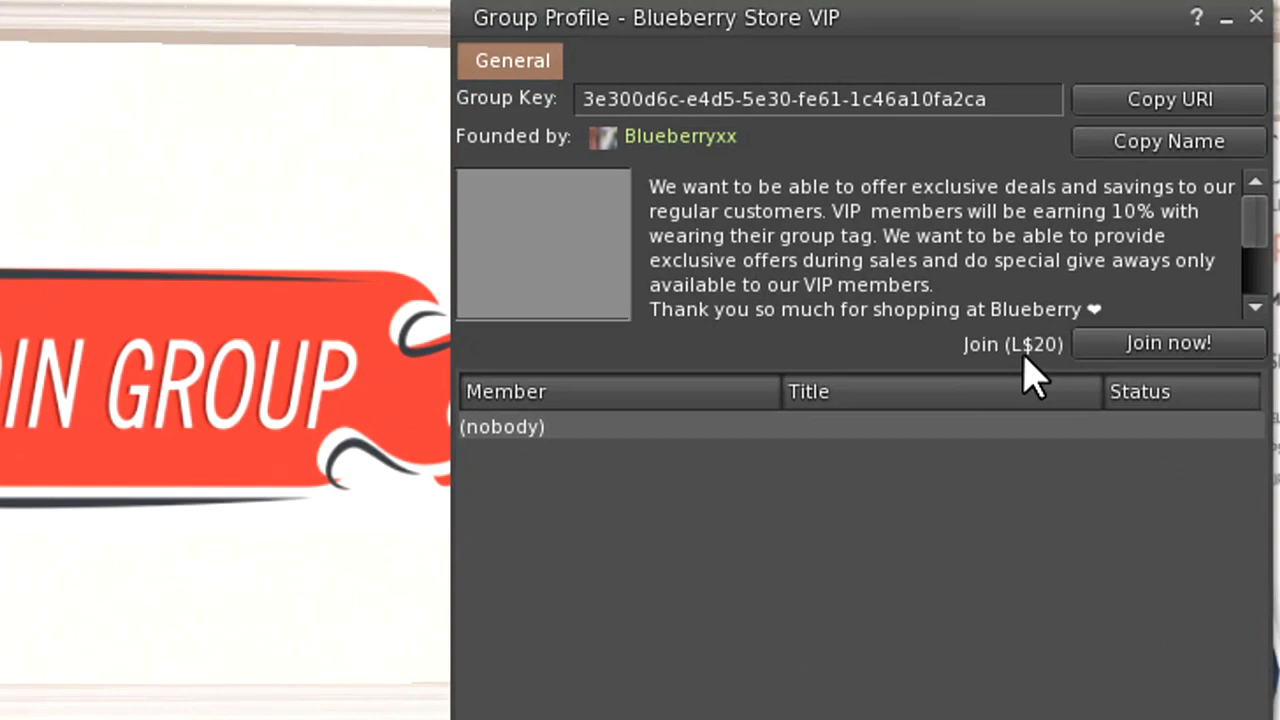 Group Profile - Blueberry Store VIP
General
Group Key: 3e300d6c-e4d5-5e30-fe61-1c46a10fa2ca Copy URI
Founded by: Blueberryxx Copy Name
We want to be able to offer exclusive deals and savings to our
regular customers. VIP  members will be earning 10% with
wearing their group tag. We want to be able to provide
exclusive offers during sales and do special give aways only
available to our VIP members.
Thank you so much for shopping at Blueberry ❤
Join (L$20) Join now!
Member Title Status
(nobody)
OIN GROUP